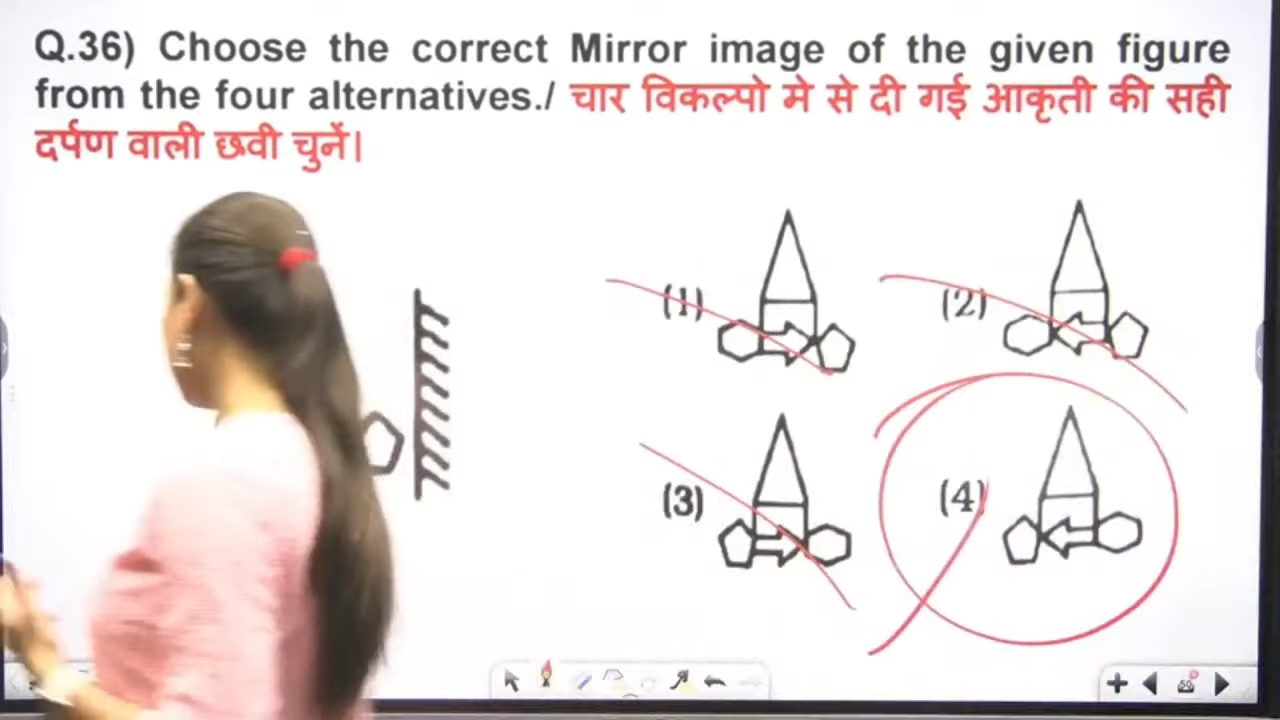 Q.36) Choose the correct Mirror image of the given figure
from the four alternatives./ चार विकल्पो मे से दी गई आकृती की सही
दर्पण वाली छवी चुनें।
(1)
(2)
(3)
(4)